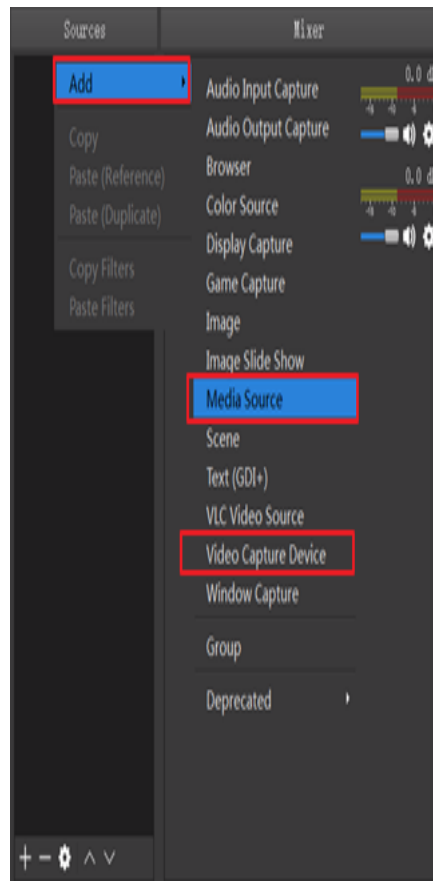 Sources
Mixer
Add
Copy
Paste (Reference)
Paste (Duplicate)
Copy Filters
Paste Filters
Audio Input Capture
Audio Output Capture
Browser
Color Source
Display Capture
Game Capture
Image
Image Slide Show
Media Source
Scene
Text (GDI+)
VLC Video Source
Video Capture Device
Window Capture
Group
Deprecated
0.0 d
0.0 d